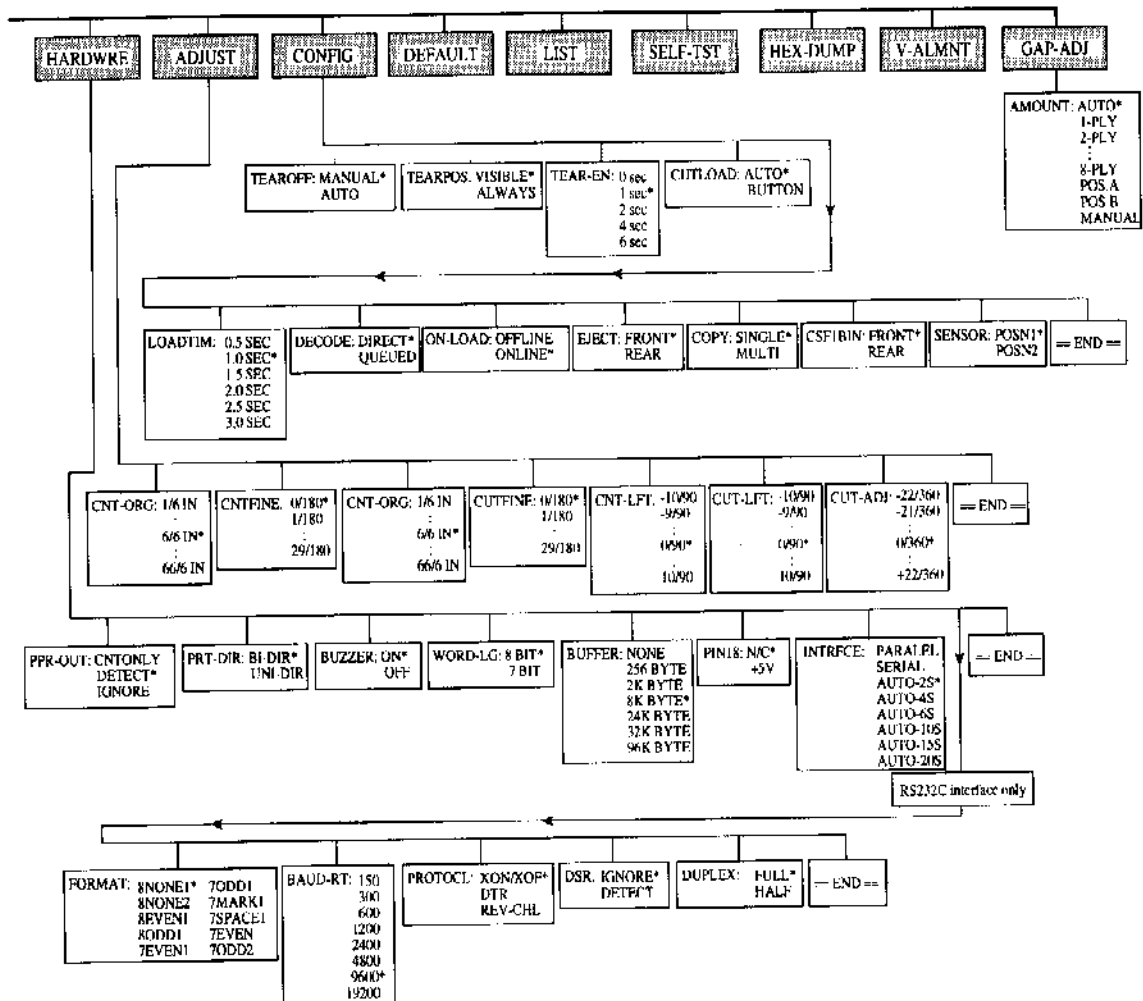 HARDWRE
ADJUST
CONFIG
DEFAULT
LIST
SELF-TST
HEX-DUMP
V-ALMNT
GAP-ADJ
AMOUNT: AUTO*
1-PLY
2-PLY
:
8-PLY
POS.A
POS B
MANUAL
TEAROFF: MANUAL*
AUTO
TEARPOS. VISIBLE*
ALWAYS
TEAR-EN: 0 sec
1 sec*
2 sec
4 sec
6 sec
CUTLOAD: AUTO*
BUTTON
LOADTIM: 0.5 SEC
1.0 SEC*
1 5 SEC
2.0 SEC
2.5 SEC
3.0 SEC
DECODE: DIRECT*
QUEUED
ON-LOAD: OFFLINE
ONLINE*
EJECT: FRONT*
REAR
COPY: SINGLE*
MULTI
CSF1BIN: FRONT*
REAR
SENSOR: POSN1*
POSN2
== END ==
CNT-ORG: 1/6 IN
:
6/6 IN*
:
66/6 IN
CNTFINE. 0/180*
1/180
:
29/180
CNT-ORG: 1/6 IN
:
6/6 IN*
:
66/6 IN
CUTFINE: 0/180*
1/180
:
29/180
CNT-LFT. -10/90
-9/90
:
0/90*
:
10/90
CUT-LFT: -10/90
-9/90
:
0/90*
:
10/90
CUT-ADJ: -22/360
-21/360
:
0/360*
:
+22/360
== END ==
PPR-OUT: CNTONLY
DETECT*
IGNORE
PRT-DIR: BI-DIR*
UNI-DIR
BUZZER; ON*
OFF
WORD-LG: 8 BIT*
7 BIT
BUFFER: NONE
256 BYTE
2K BYTE
8K BYTE*
24K BYTE
32K BYTE
96K BYTE
PIN18: N/C*
+5V
INTRFCE: PARALEL
SERIAL
AUTO-2S*
AUTO-4S
AUTO-6S
AUTO-10S
AUTO-15S
AUTO-20S
== END =
RS232C interface only
FORMAT: 8NONE1* 7ODD1
8NONE2 7MARK1
8EVEN1 7SPACE1
8ODD1 7EVEN
7EVEN1 7ODD2
BAUD-RT: 150
300
600
1200
2400
4800
9600*
19200
PROTOCL: XON/XOF*
DTR
REV-CHL
DSR. IGNORE*
DETECT
DUPLEX: FULL*
HALF
== END ==